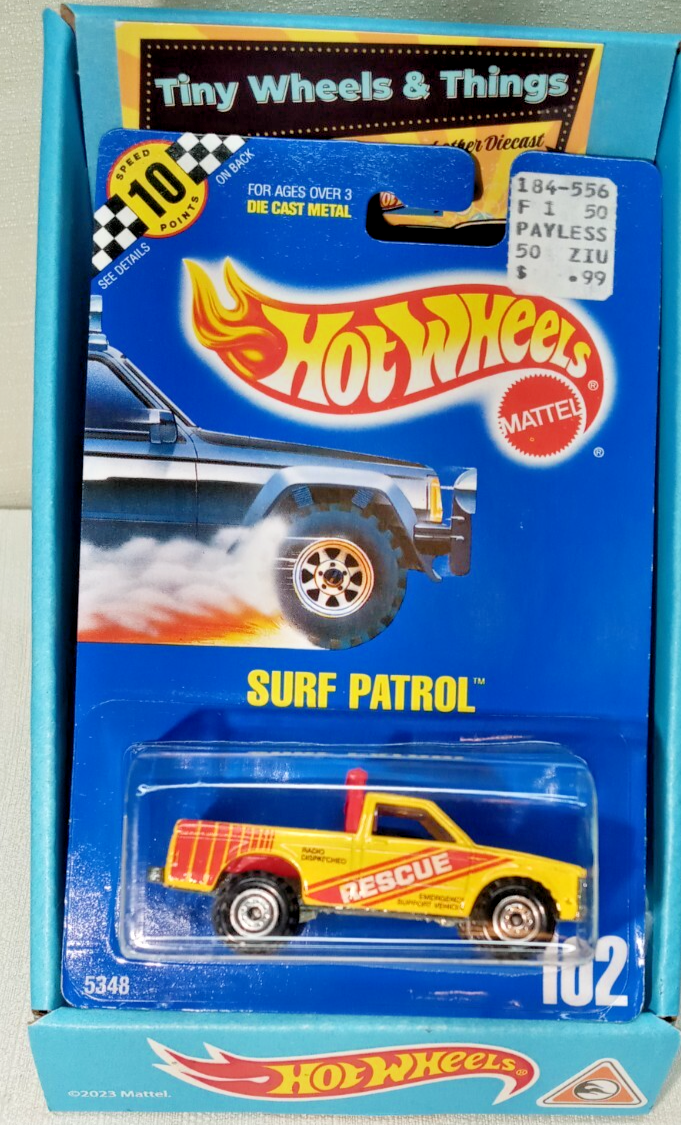 Tiny Wheels & Things
other Diecast
SPEED
10
POINTS
ON BACK
SEE DETAILS
FOR AGES OVER 3
DIE CAST METAL
184-556
F 1 50
PAYLESS
50 ZIU
$ .99
HOT WHEELS®
MATTEL
®
SURF PATROL™
RADIO
DISPATCHED
RESCUE
EMERGENCY
SUPPORT VEHICLE
5348
102
©2023 Mattel.
HOT WHEELS®